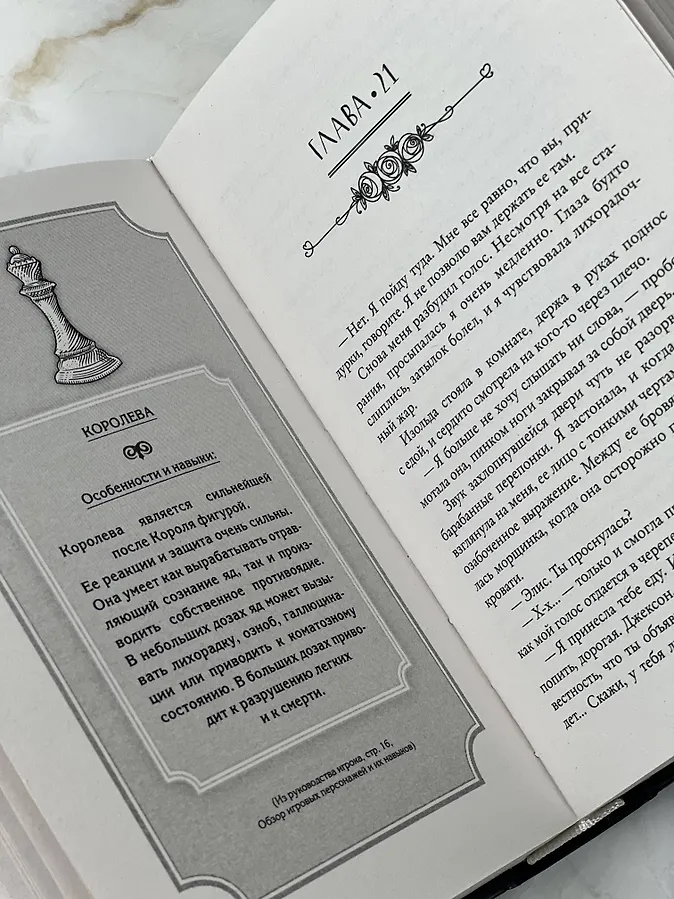 КОРОЛЕВА
Особенности и навыки:
Королева является сильнейшей
после Короля фигурой.
Ее реакции и защита очень сильны.
Она умеет как вырабатывать отрав-
ляющий сознание яд, так и произ-
водить собственное противоядие.
В небольших дозах яд может вызы-
вать лихорадку, озноб, галлюцина-
ции или приводить к коматозному
состоянию. В больших дозах приво-
дит к разрушению легких
и к смерти.
(Из руководства игрока, стр. 16,
Обзор игровых персонажей и их навыков)
ГЛАВА • 21
— Нет. Я пойду туда. Мне все равно, что вы, при-
дурки, говорите. Я не позволю вам держать ее там.
Снова меня разбудил голос. Несмотря на все ста-
рания, просыпалась я очень медленно. Глаза будто
слиплись, затылок болел, и я чувствовала лихорадоч-
ный жар.
Изольда стояла в комнате, держа в руках поднос
с едой, и сердито смотрела на кого-то через плечо.
— Я больше не хочу слышать ни слова, —
мотала она, пинком ноги закрывая за собой дверь.
Звук захлопнувшейся двери чуть не
барабанные перепонки. Я застонала, и когда
взглянула на меня, ее лицо с тонкими
озабоченное выражение. Между ее
лась морщинка, когда она осторожно
кровати.
— Элис. Ты проснулась?
— Х-х... — только и смогла
как мой голос отдается в
— Я принесла тебе еду.
попить, дорогая. Джексон
вестность, что ты
дет... Скажи, у тебя